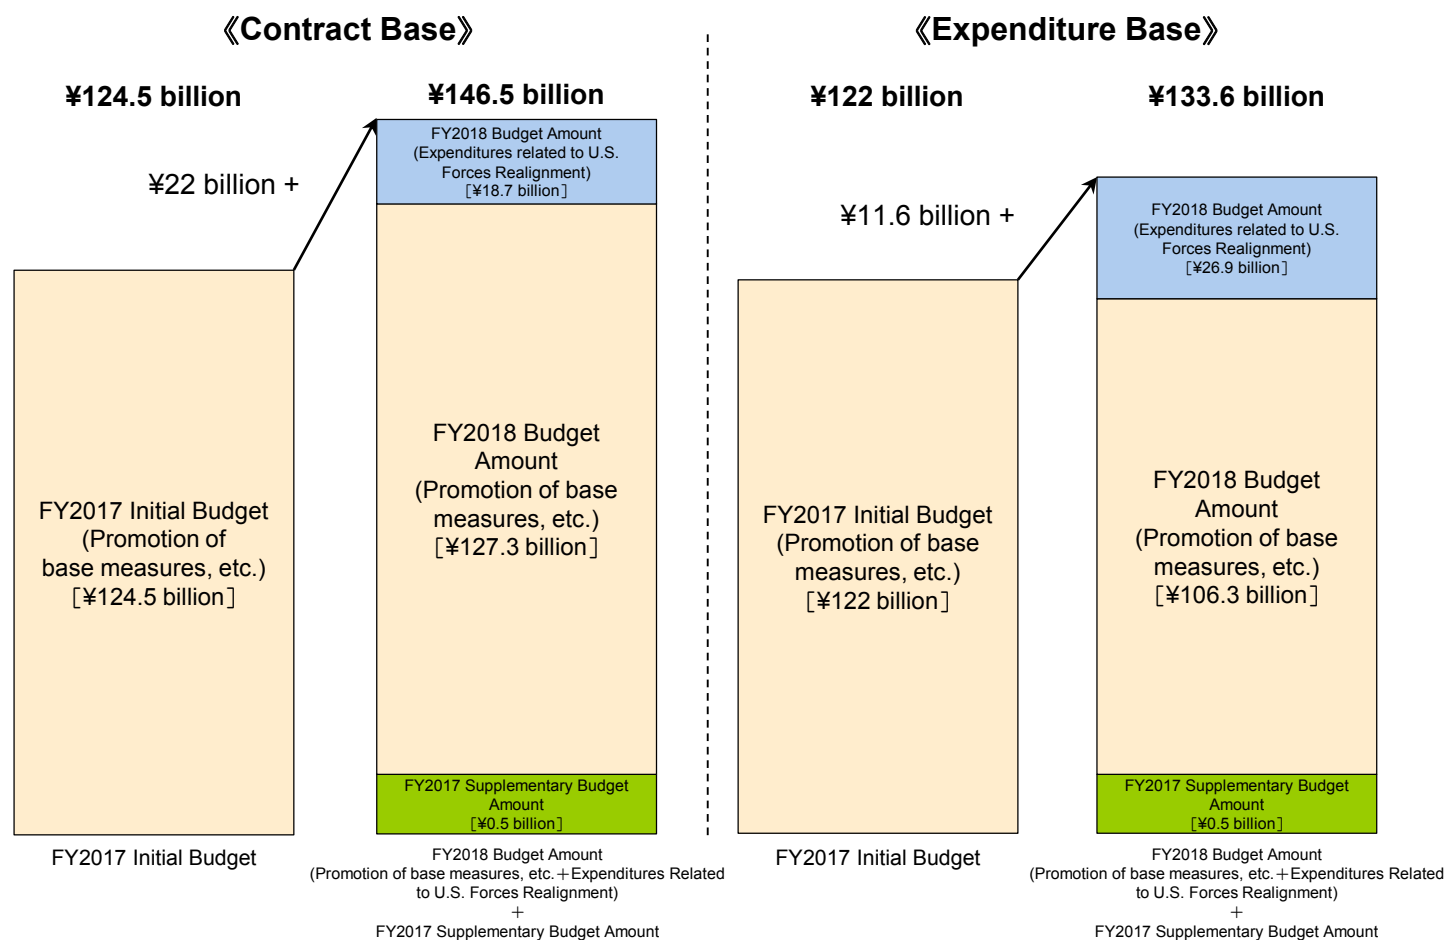 《Contract Base》
¥124.5 billion
¥146.5 billion
¥22 billion +
FY2018 Budget Amount
(Expenditures related to U.S.
Forces Realignment)
［¥18.7 billion］
FY2017 Initial Budget
(Promotion of
base measures, etc.)
［¥124.5 billion］
FY2018 Budget
Amount
(Promotion of base
measures, etc.)
［¥127.3 billion］
FY2017 Supplementary Budget
Amount
［¥0.5 billion］
FY2017 Initial Budget
FY2018 Budget Amount
(Promotion of base measures, etc.＋Expenditures Related
to U.S. Forces Realignment)
＋
FY2017 Supplementary Budget Amount
《Expenditure Base》
¥122 billion
¥133.6 billion
¥11.6 billion +
FY2018 Budget Amount
(Expenditures related to U.S.
Forces Realignment)
［¥26.9 billion］
FY2017 Initial Budget
(Promotion of base
measures, etc.)
［¥122 billion］
FY2018 Budget
Amount
(Promotion of base
measures, etc.)
［¥106.3 billion］
FY2017 Supplementary Budget
Amount
［¥0.5 billion］
FY2017 Initial Budget
FY2018 Budget Amount
(Promotion of base measures, etc.＋Expenditures Related
to U.S. Forces Realignment)
＋
FY2017 Supplementary Budget Amount